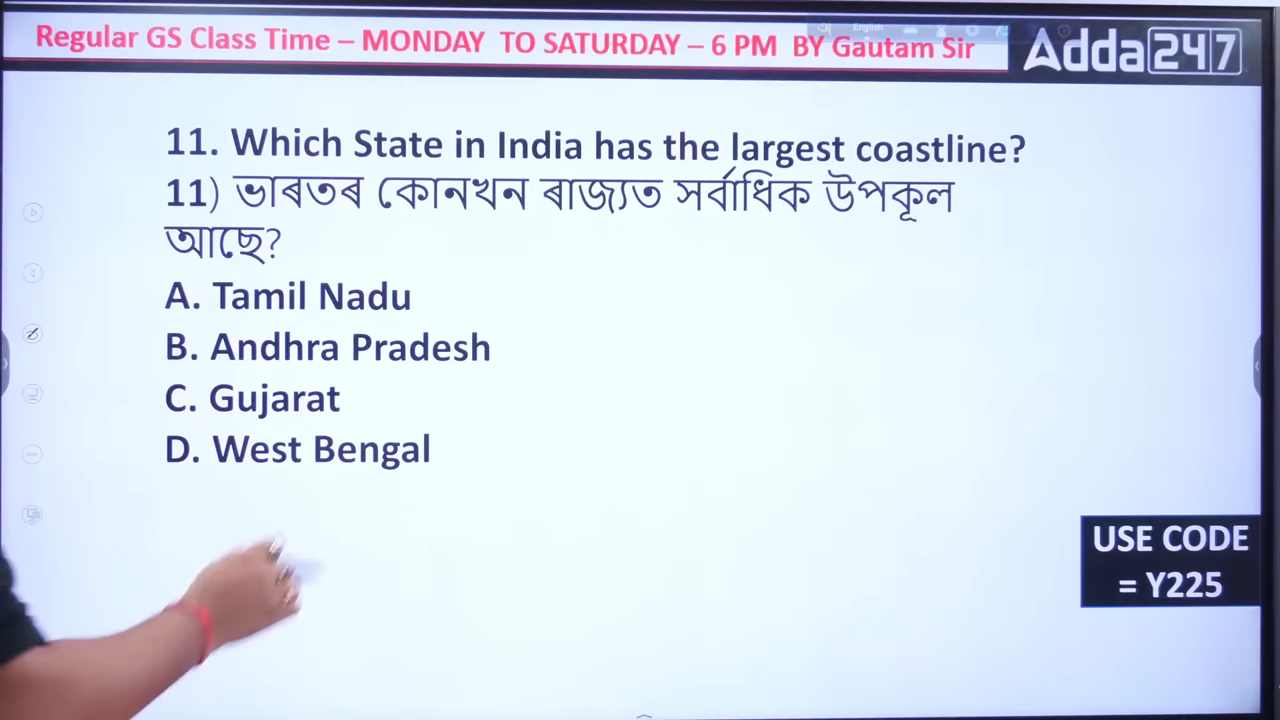 Regular GS Class Time – MONDAY TO SATURDAY – 6 PM BY Gautam Sir
Adda247
11. Which State in India has the largest coastline?
11) ভাৰতৰ কোনখন ৰাজ্যত সৰ্বাধিক উপকূল
আছে?
A. Tamil Nadu
B. Andhra Pradesh
C. Gujarat
D. West Bengal
USE CODE
= Y225
English